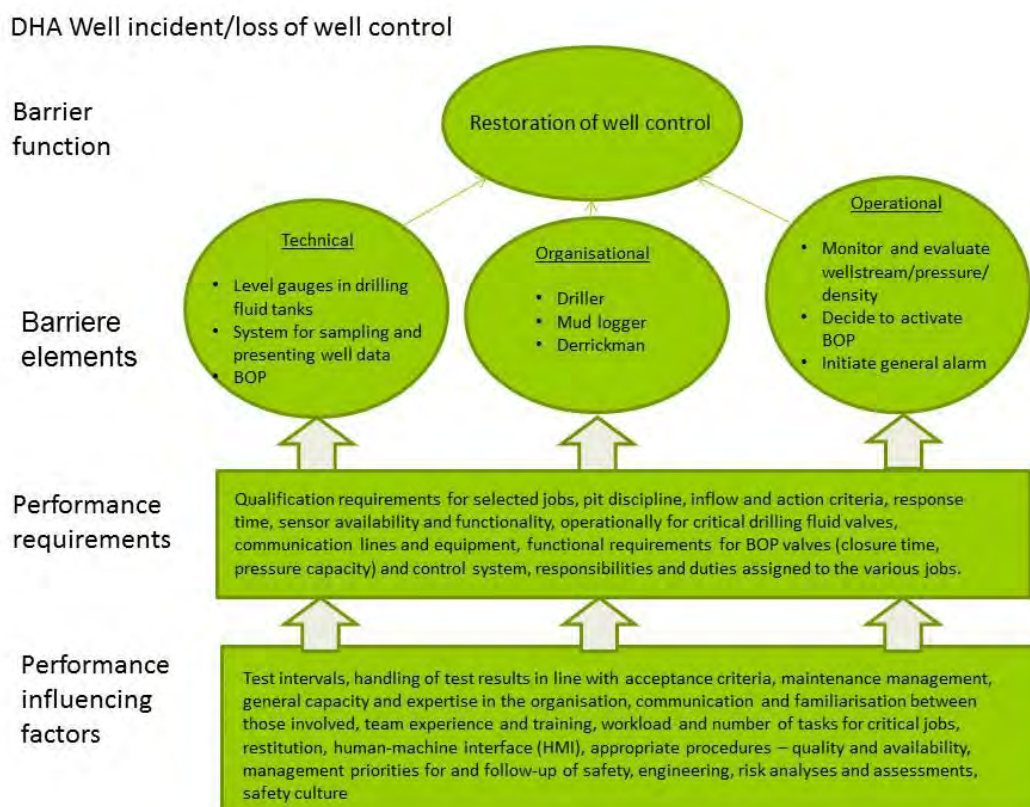 DHA Well incident/loss of well control
Barrier
function
Restoration of well control
Barriere
elements
Technical
• Level gauges in drilling
fluid tanks
• System for sampling and
presenting well data
• BOP
Organisational
• Driller
• Mud logger
• Derrickman
Operational
• Monitor and evaluate
wellstream/pressure/
density
• Decide to activate
BOP
• Initiate general alarm
Performance
requirements
Qualification requirements for selected jobs, pit discipline, inflow and action criteria, response
time, sensor availability and functionality, operationally for critical drilling fluid valves,
communication lines and equipment, functional requirements for BOP valves (closure time,
pressure capacity) and control system, responsibilities and duties assigned to the various jobs.
Performance
influencing
factors
Test intervals, handling of test results in line with acceptance criteria, maintenance management,
general capacity and expertise in the organisation, communication and familiarisation between
those involved, team experience and training, workload and number of tasks for critical jobs,
restitution, human-machine interface (HMI), appropriate procedures – quality and availability,
management priorities for and follow-up of safety, engineering, risk analyses and assessments,
safety culture